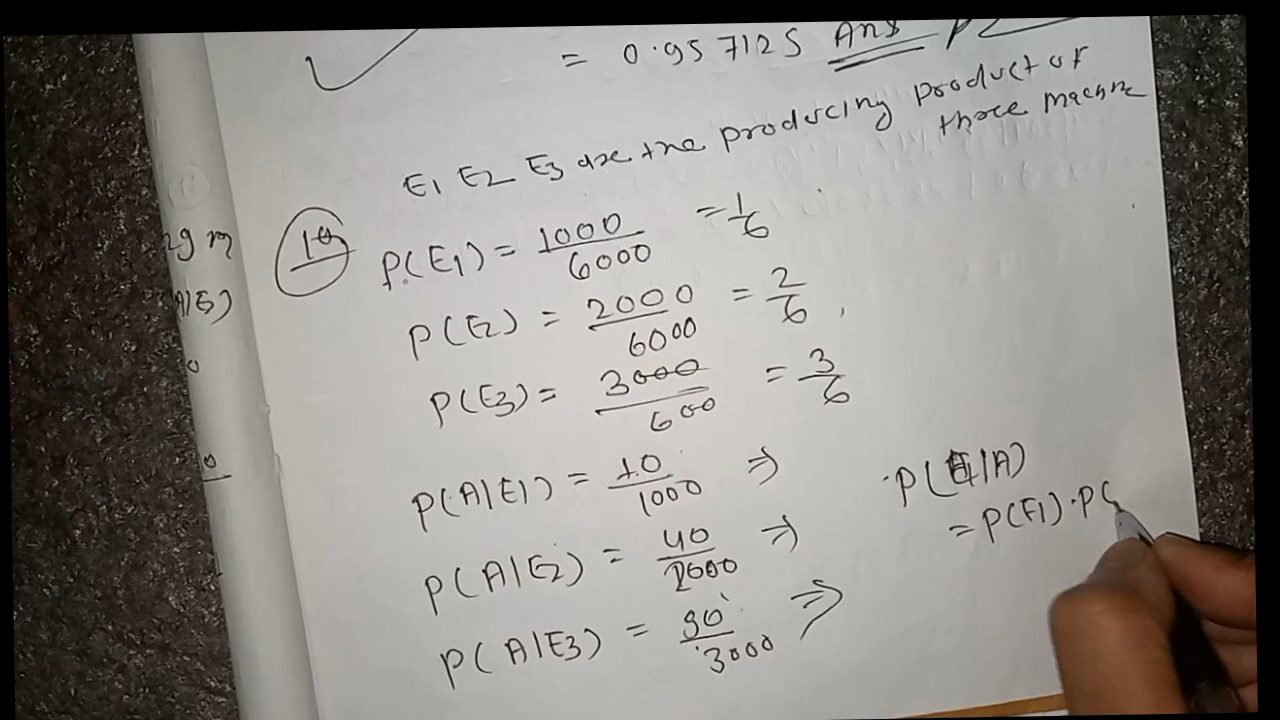 = 0.957125 Ans
E1 E2 E3 are the producing product of
three machine
P(E1) = 1000/6000 = 1/6
P(E2) = 2000/6000 = 2/6,
P(E3) = 3000/600 = 3/6
P(A|E1) = 10/1000 ⇒
P(A|E2) = 40/2000 ⇒
P(A|E3) = 90/3000 ⇒
P(E1|A)
= P(E1).P(